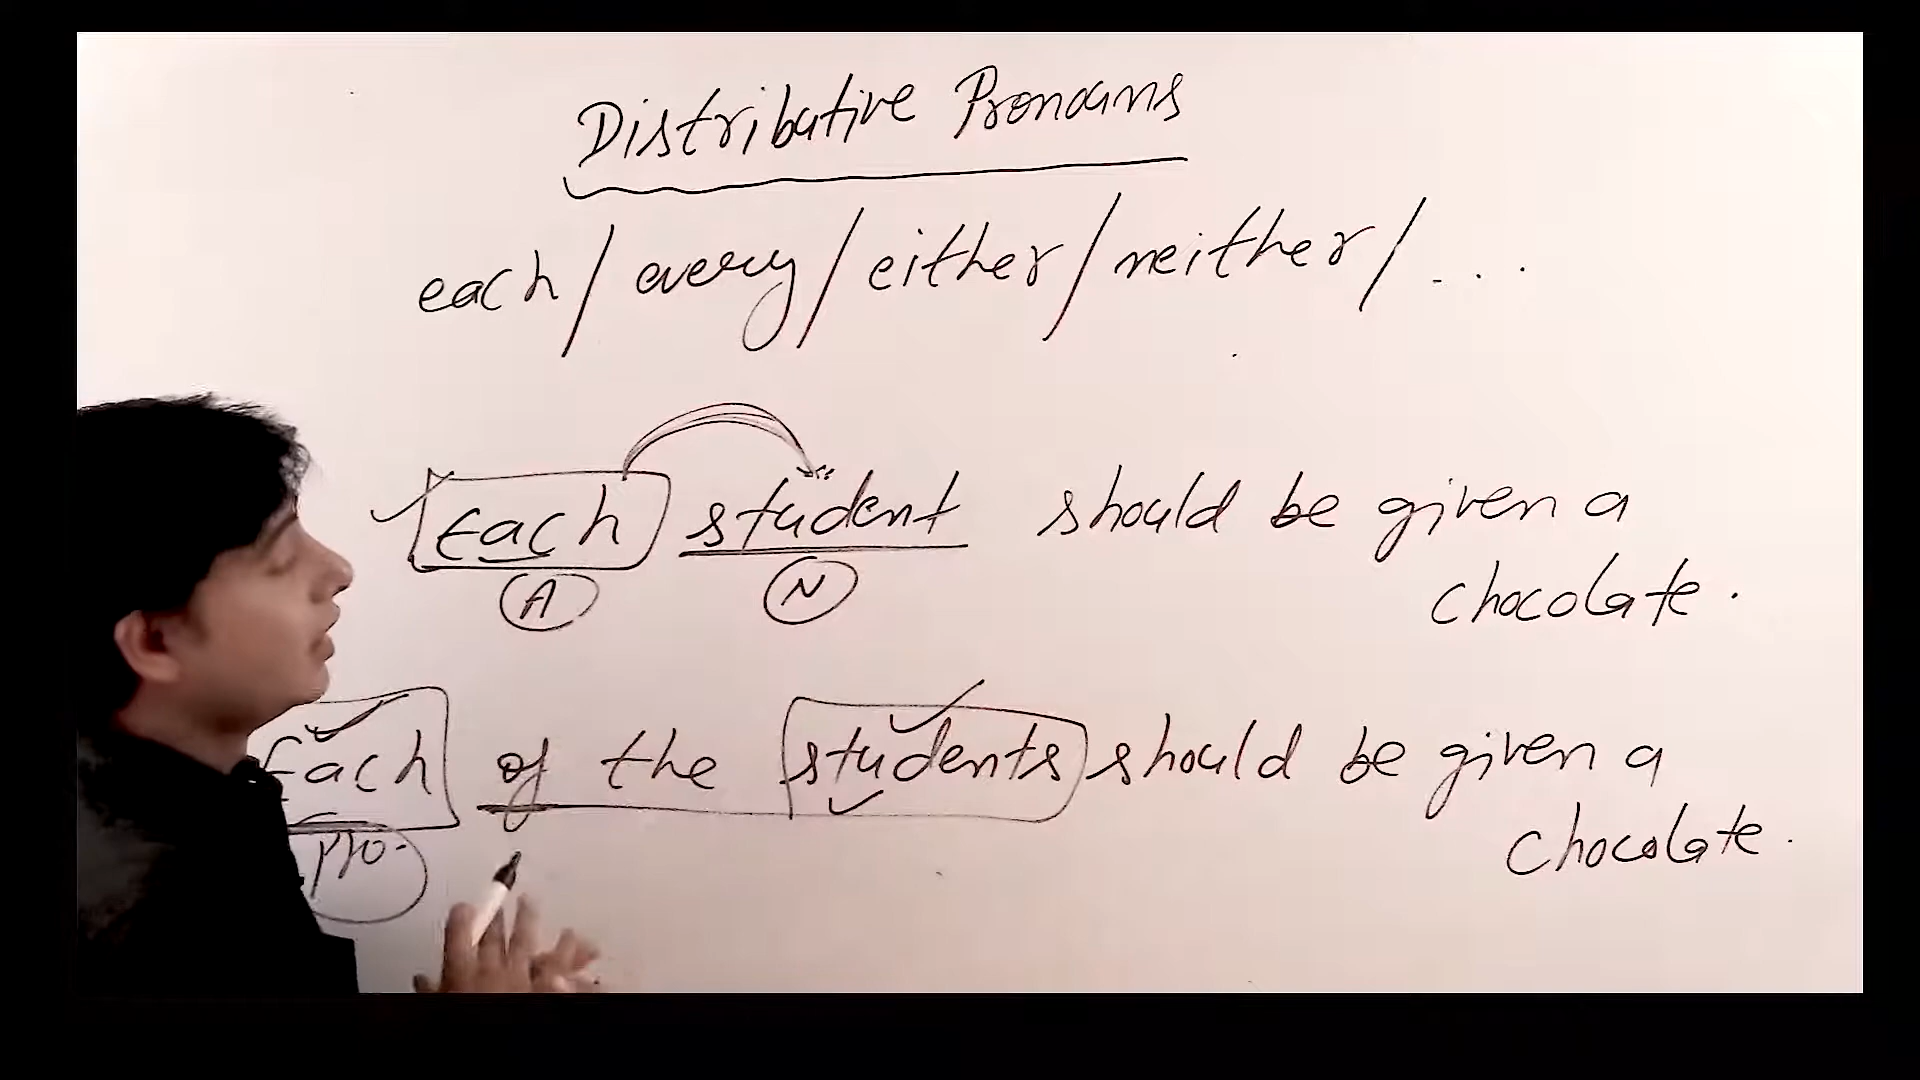 Distributive Pronouns
each / every / either / neither / ...
Each student should be given a
chocolate.
A N
Each of the students should be given a
chocolate.
Pro.